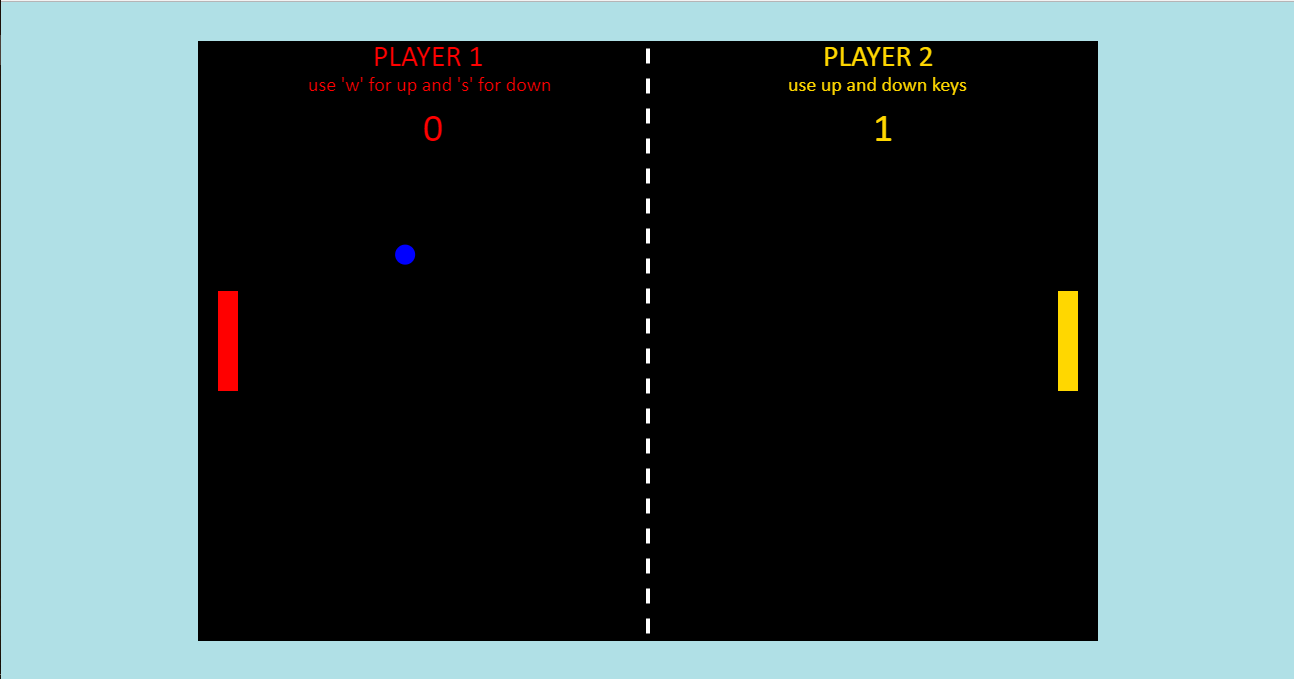 PLAYER 1
use 'w' for up and 's' for down
0
PLAYER 2
use up and down keys
1